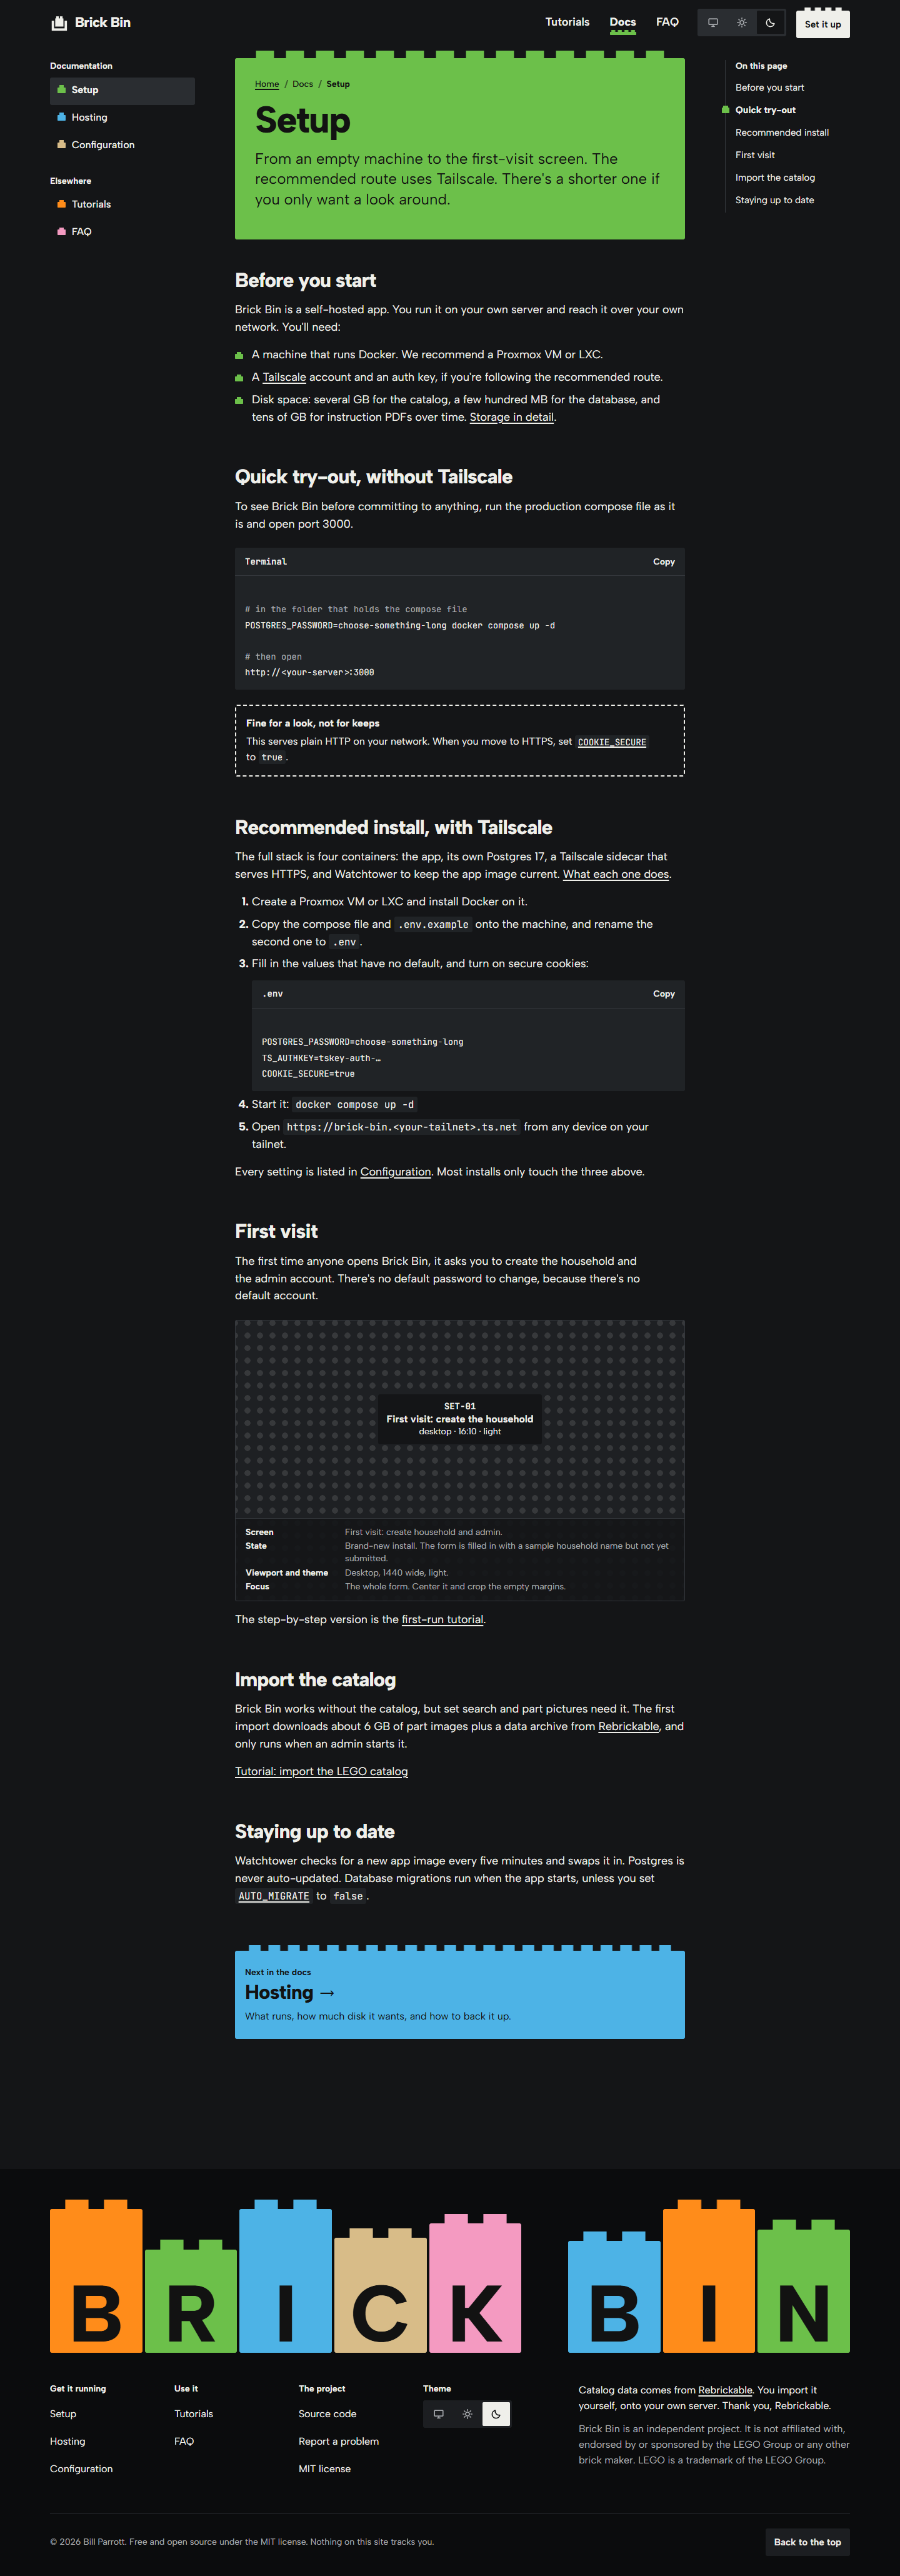 Brick Bin
Tutorials
Docs
FAQ
Set it up
Documentation
Setup
Hosting
Configuration
Elsewhere
Tutorials
FAQ
Home / Docs / Setup
Setup
From an empty machine to the first-visit screen. The
recommended route uses Tailscale. There's a shorter one if
you only want a look around.
On this page
Before you start
Quick try-out
Recommended install
First visit
Import the catalog
Staying up to date
Before you start
Brick Bin is a self-hosted app. You run it on your own server and reach it over your own
network. You'll need:
A machine that runs Docker. We recommend a Proxmox VM or LXC.
A Tailscale account and an auth key, if you're following the recommended route.
Disk space: several GB for the catalog, a few hundred MB for the database, and
tens of GB for instruction PDFs over time. Storage in detail.
Quick try-out, without Tailscale
To see Brick Bin before committing to anything, run the production compose file as it
is and open port 3000.
Terminal
Copy
# in the folder that holds the compose file
POSTGRES_PASSWORD=choose-something-long docker compose up -d
# then open
http://<your-server>:3000
Fine for a look, not for keeps
This serves plain HTTP on your network. When you move to HTTPS, set COOKIE_SECURE
to true.
Recommended install, with Tailscale
The full stack is four containers: the app, its own Postgres 17, a Tailscale sidecar that
serves HTTPS, and Watchtower to keep the app image current. What each one does.
1. Create a Proxmox VM or LXC and install Docker on it.
2. Copy the compose file and .env.example onto the machine, and rename the
second one to .env.
3. Fill in the values that have no default, and turn on secure cookies:
.env
Copy
POSTGRES_PASSWORD=choose-something-long
TS_AUTHKEY=tskey-auth-…
COOKIE_SECURE=true
4. Start it: docker compose up -d
5. Open https://brick-bin.<your-tailnet>.ts.net from any device on your
tailnet.
Every setting is listed in Configuration. Most installs only touch the three above.
First visit
The first time anyone opens Brick Bin, it asks you to create the household and
the admin account. There's no default password to change, because there's no
default account.
SET-01
First visit: create the household
desktop · 16:10 · light
Screen First visit: create household and admin.
State Brand-new install. The form is filled in with a sample household name but not yet
submitted.
Viewport and theme Desktop, 1440 wide, light.
Focus The whole form. Center it and crop the empty margins.
The step-by-step version is the first-run tutorial.
Import the catalog
Brick Bin works without the catalog, but set search and part pictures need it. The first
import downloads about 6 GB of part images plus a data archive from Rebrickable, and
only runs when an admin starts it.
Tutorial: import the LEGO catalog
Staying up to date
Watchtower checks for a new app image every five minutes and swaps it in. Postgres is
never auto-updated. Database migrations run when the app starts, unless you set
AUTO_MIGRATE to false.
Next in the docs
Hosting →
What runs, how much disk it wants, and how to back it up.
BRICK BIN
Get it running
Setup
Hosting
Configuration
Use it
Tutorials
FAQ
The project
Source code
Report a problem
MIT license
Theme
Catalog data comes from Rebrickable. You import it
yourself, onto your own server. Thank you, Rebrickable.
Brick Bin is an independent project. It is not affiliated with,
endorsed by or sponsored by the LEGO Group or any other
brick maker. LEGO is a trademark of the LEGO Group.
© 2026 Bill Parrott. Free and open source under the MIT license. Nothing on this site tracks you.
Back to the top